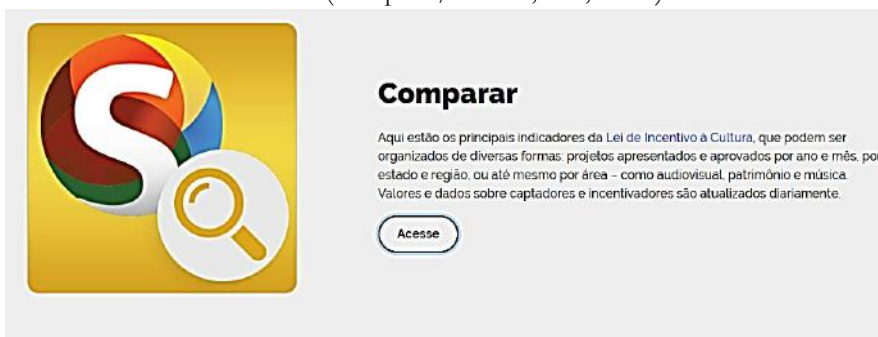 S
Comparar
Aqui estão os principais indicadores da Lei de Incentivo à Cultura, que podem ser
organizados de diversas formas: projetos apresentados e aprovados por ano e mês, por
estado e região, ou até mesmo por área – como audiovisual, patrimônio e música.
Valores e dados sobre captadores e incentivadores são atualizados diariamente.
Acesse